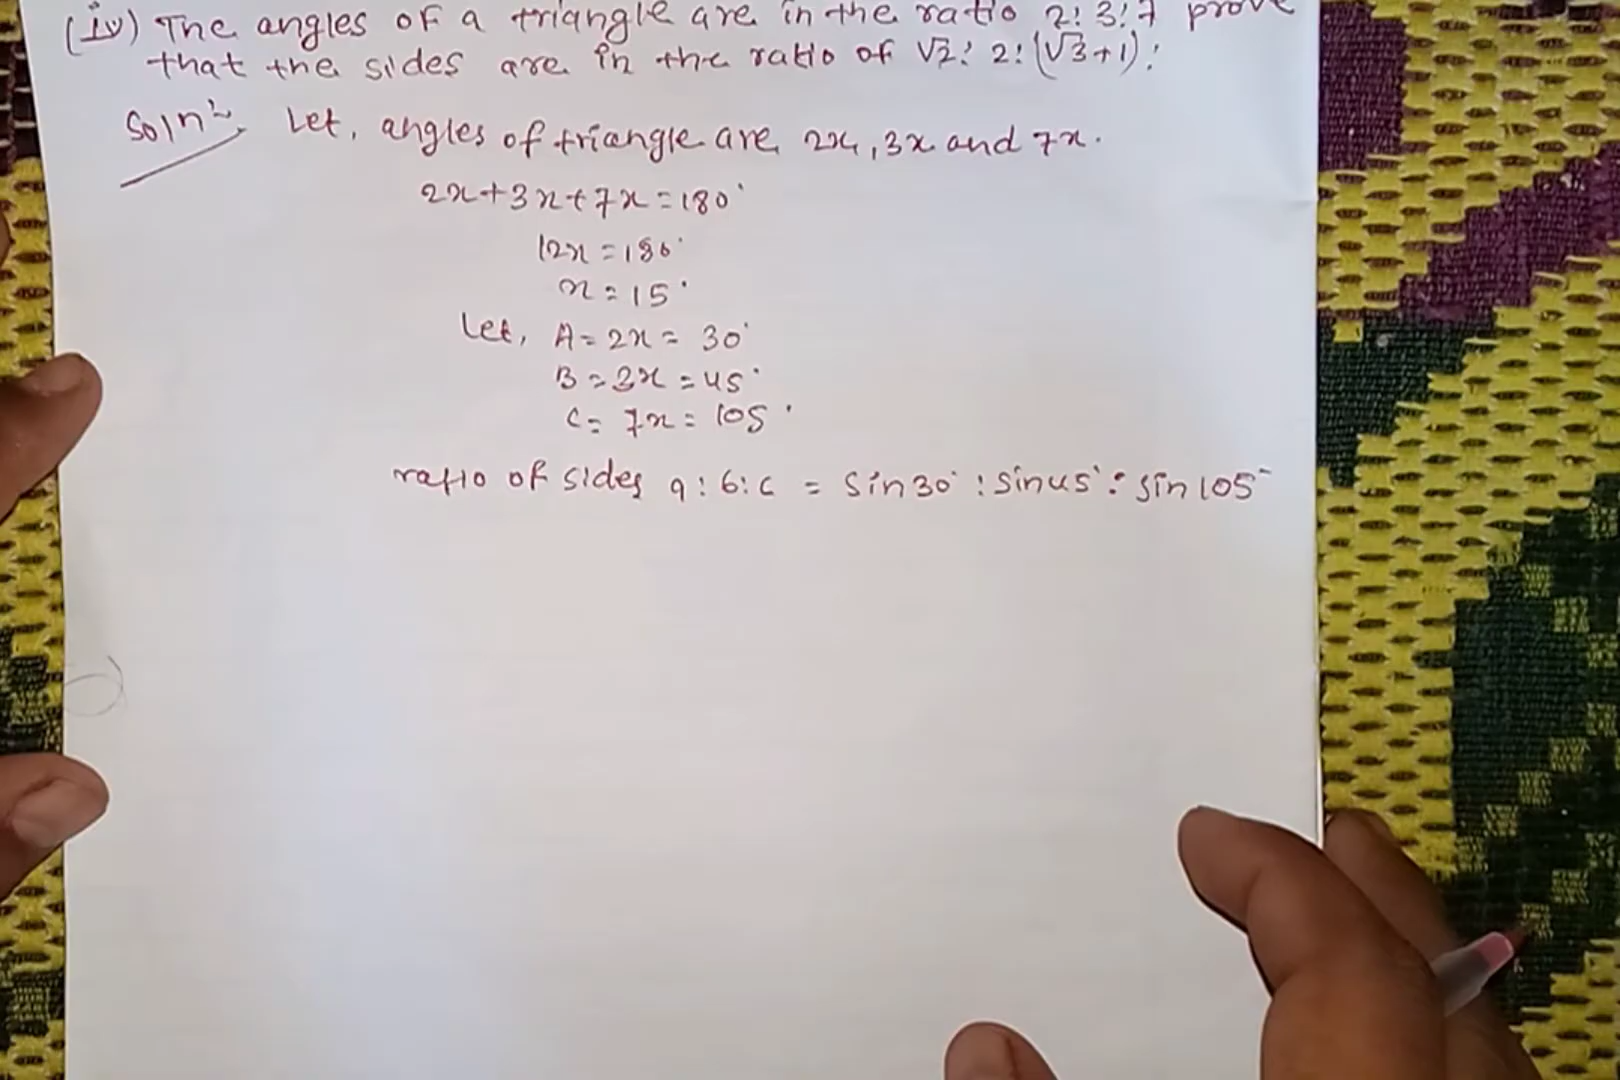 (iv) The angles of a triangle are in the ratio 2:3:7 prove
that the sides are in the ratio of √2: 2:(√3+1):
Soln:
Let, angles of triangle are 2x, 3x and 7x.
2x+3x+7x=180°
12x=180°
x=15°
Let, A=2x=30°
B=3x=45°
C=7x=105°
ratio of sides a:b:c = sin30°:sin45°:sin105°